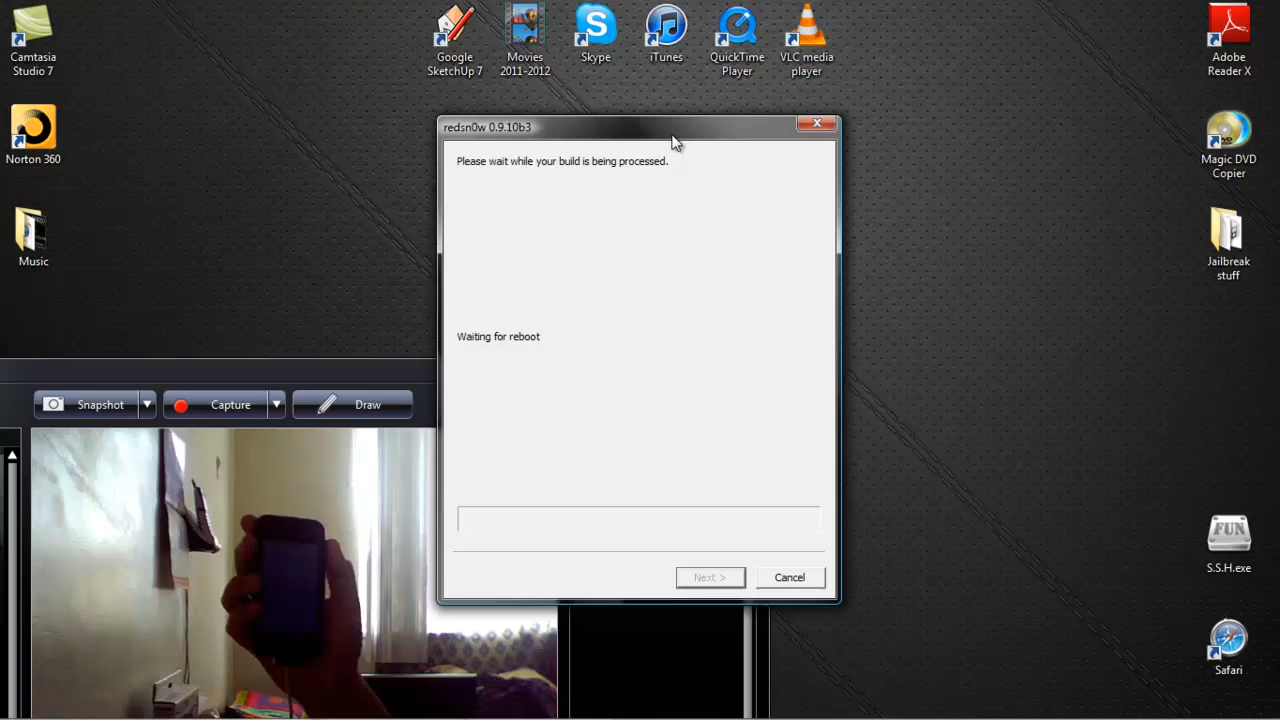 Camtasia
Studio 7
Norton 360
Music
Google
SketchUp 7
Movies
2011-2012
Skype
iTunes
QuickTime
Player
VLC media
player
Adobe
Reader X
Magic DVD
Copier
Jailbreak
stuff
FUN
S.S.H.exe
Safari
redsn0w 0.9.10b3
Please wait while your build is being processed.
Waiting for reboot
Next >
Cancel
Snapshot
Capture
Draw